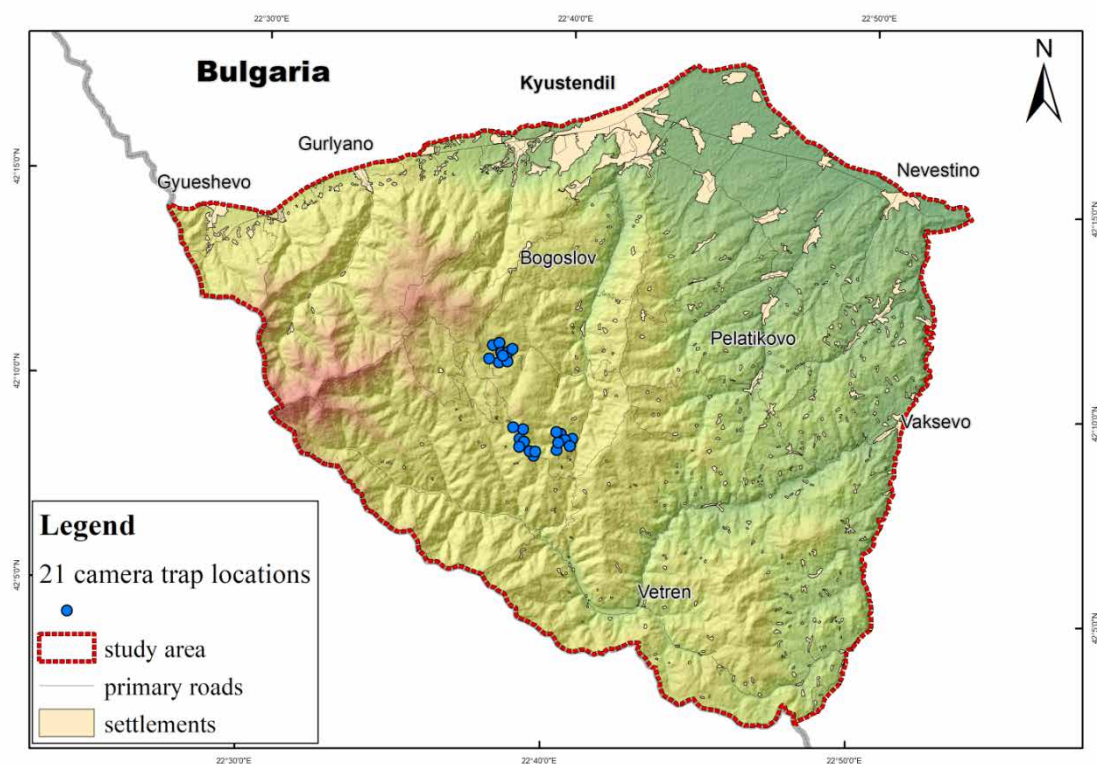 22°30'0"E
22°40'0"E
22°50'0"E
N
Bulgaria
Kyustendil
Gurlyano
42°15'0"N
Gyueshevo
Nevestino
42°15'0"N
Bogoslov
Pelatikovo
42°10'0"N
Vaksevo
42°10'0"N
Legend
21 camera trap locations
42°5'0"N
Vetren
42°5'0"N
study area
primary roads
settlements
22°30'0"E
22°40'0"E
22°50'0"E